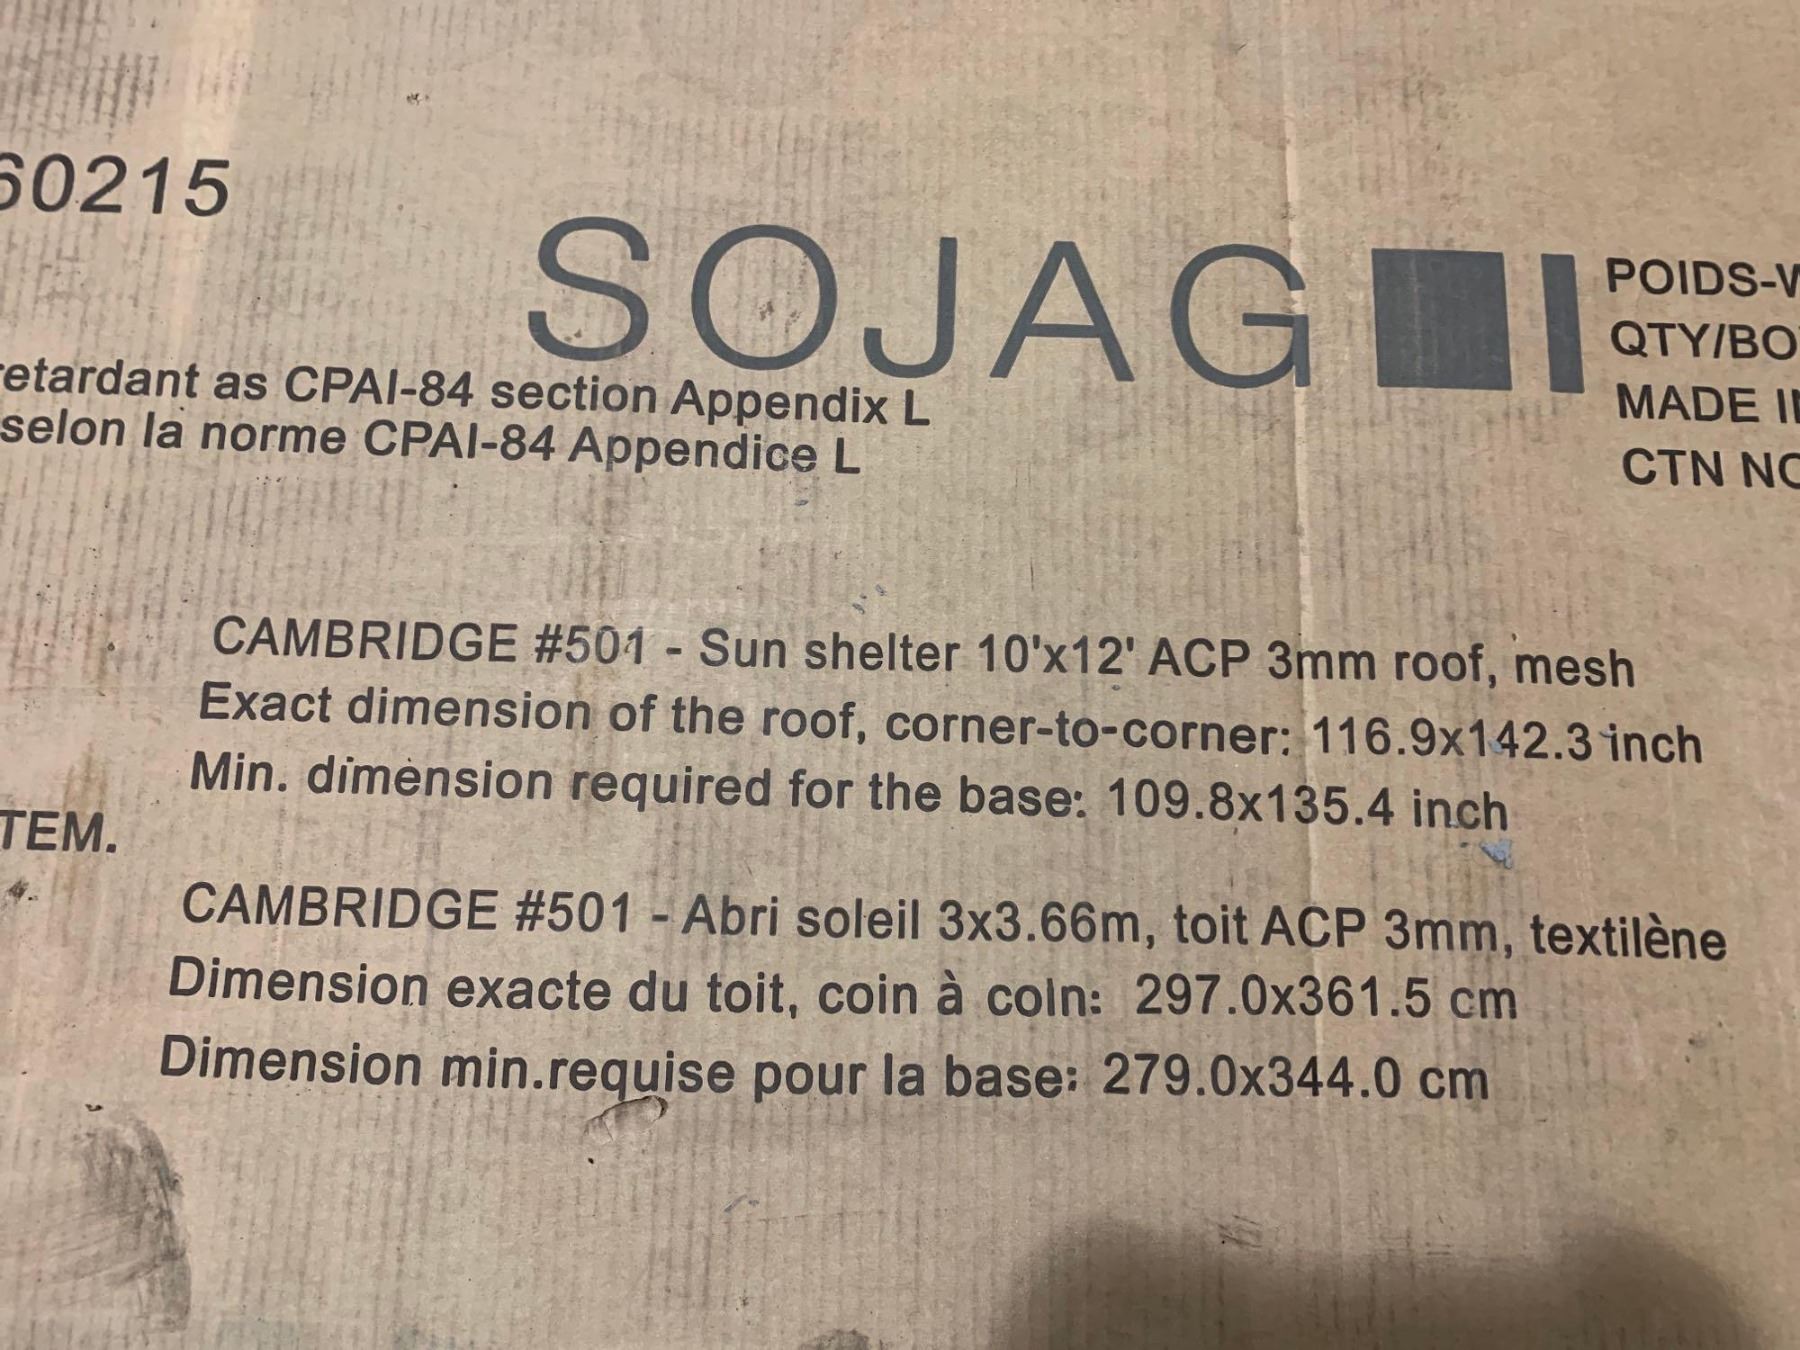 60215
SOJAG
POIDS-W
QTY/BO
MADE I
CTN NO
retardant as CPAI-84 section Appendix L
selon la norme CPAI-84 Appendice L
CAMBRIDGE #501 - Sun shelter 10'x12' ACP 3mm roof, mesh
Exact dimension of the roof, corner-to-corner: 116.9x142.3 inch
Min. dimension required for the base: 109.8x135.4 inch
TEM.
CAMBRIDGE #501 - Abri soleil 3x3.66m, toit ACP 3mm, textilène
Dimension exacte du toit, coin à coin: 297.0x361.5 cm
Dimension min.requise pour la base: 279.0x344.0 cm